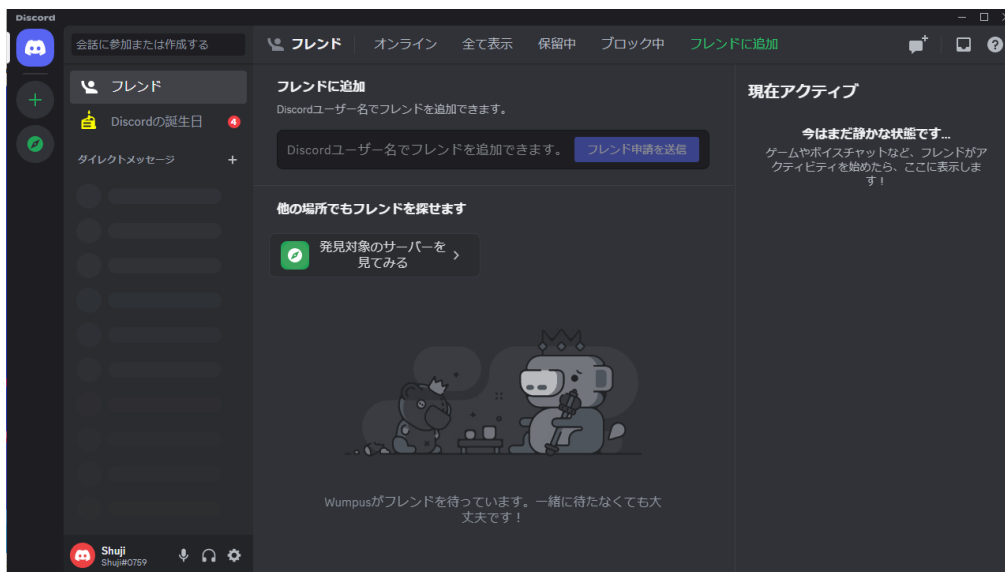 Discord
会話に参加または作成する
フレンド
オンライン
全て表示
保留中
ブロック中
フレンドに追加
フレンド
Discordの誕生日
4
ダイレクトメッセージ
+
フレンドに追加
Discordユーザー名でフレンドを追加できます。
Discordユーザー名でフレンドを追加できます。
フレンド申請を送信
他の場所でもフレンドを探せます
発見対象のサーバーを
見てみる
Wumpusがフレンドを待っています。一緒に待たなくても大
丈夫です！
現在アクティブ
今はまだ静かな状態です...
ゲームやボイスチャットなど、フレンドがア
クティビティを始めたら、ここに表示しま
す！
Shuji
Shuji#0759